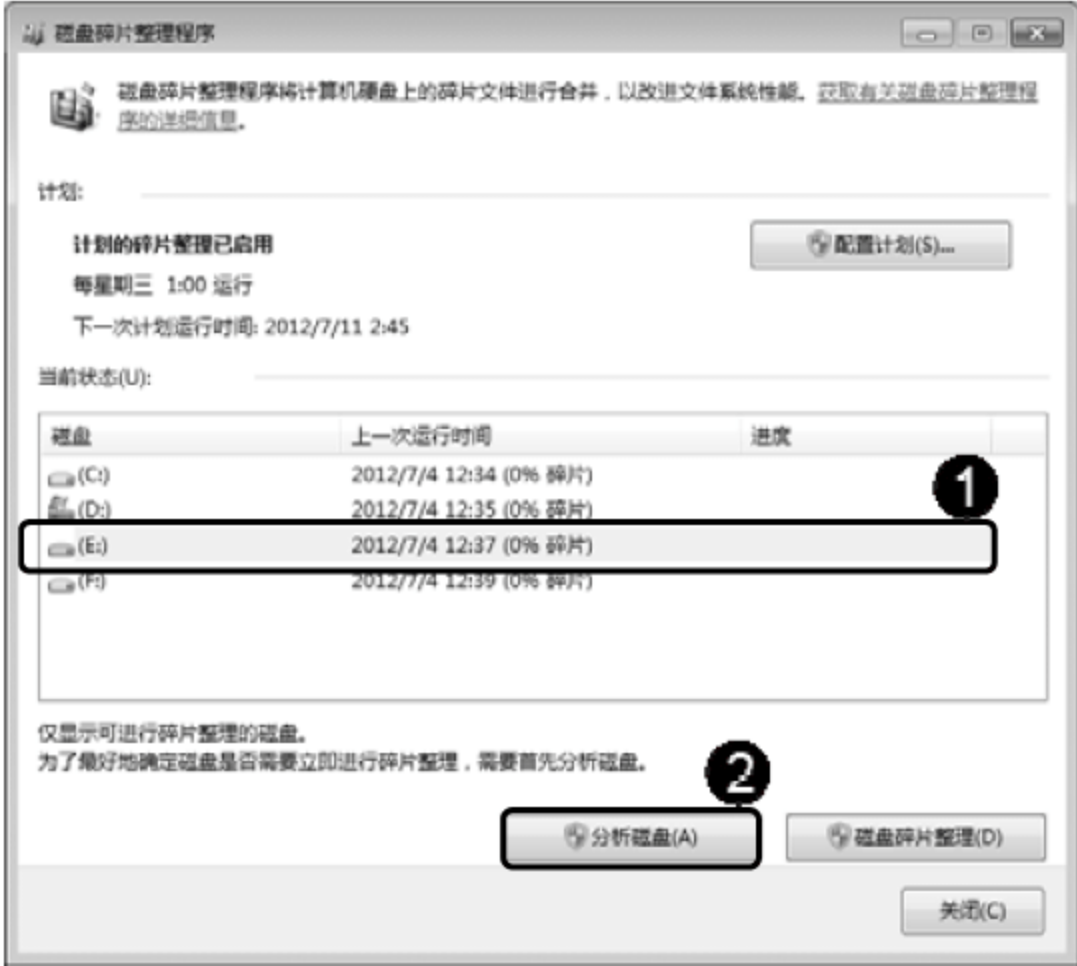 磁盘碎片整理程序
磁盘碎片整理程序将计算机硬盘上的碎片文件进行合并，以改进文件系统性能。获取有关磁盘碎片整理程
序的详细信息。
计划:
计划的碎片整理已启用
配置计划(S)...
每星期三 1:00 运行
下一次计划运行时间: 2012/7/11 2:45
当前状态(U):
磁盘 上一次运行时间 进度
(C:) 2012/7/4 12:34 (0% 碎片)
1
(D:) 2012/7/4 12:35 (0% 碎片)
(E:) 2012/7/4 12:37 (0% 碎片)
(F:) 2012/7/4 12:39 (0% 碎片)
仅显示可进行碎片整理的磁盘。
为了最好地确定磁盘是否需要立即进行碎片整理，需要首先分析磁盘。
2
分析磁盘(A) 磁盘碎片整理(D)
关闭(C)